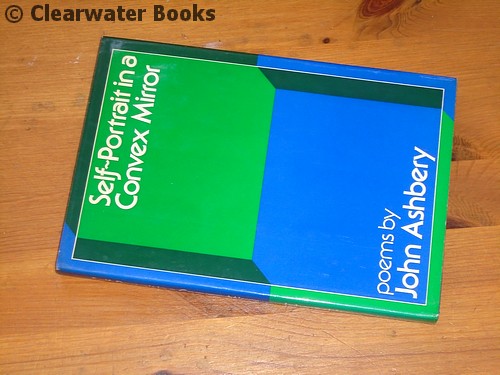 © Clearwater Books
Self-Portrait in a
Convex Mirror
poems by
John Ashbery